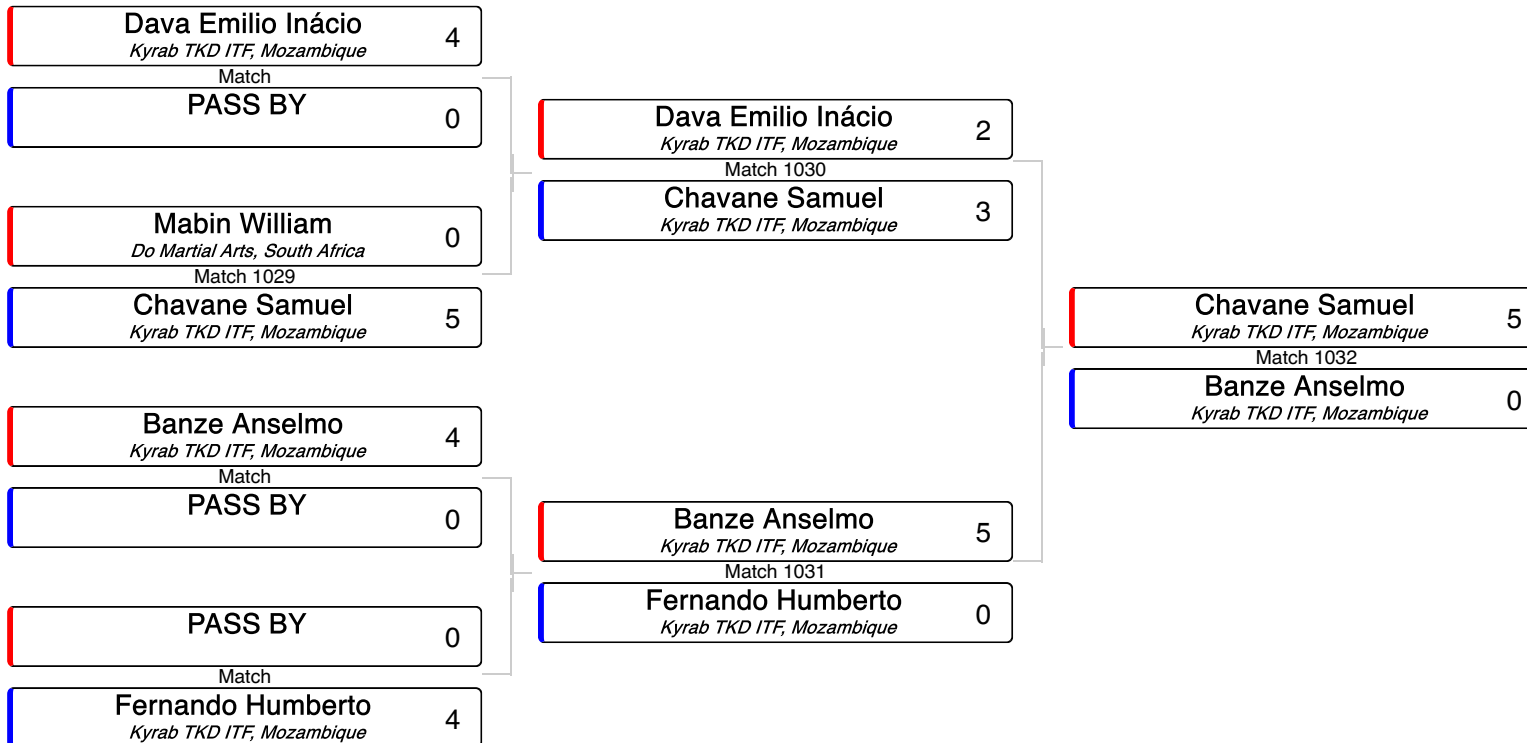 Dava Emilio Inácio
Kyrab TKD ITF, Mozambique
4
Match
PASS BY
0
Mabin William
Do Martial Arts, South Africa
0
Match 1029
Chavane Samuel
Kyrab TKD ITF, Mozambique
5
Banze Anselmo
Kyrab TKD ITF, Mozambique
4
Match
PASS BY
0
PASS BY
0
Match
Fernando Humberto
Kyrab TKD ITF, Mozambique
4
Dava Emilio Inácio
Kyrab TKD ITF, Mozambique
2
Match 1030
Chavane Samuel
Kyrab TKD ITF, Mozambique
3
Banze Anselmo
Kyrab TKD ITF, Mozambique
5
Match 1031
Fernando Humberto
Kyrab TKD ITF, Mozambique
0
Chavane Samuel
Kyrab TKD ITF, Mozambique
5
Match 1032
Banze Anselmo
Kyrab TKD ITF, Mozambique
0